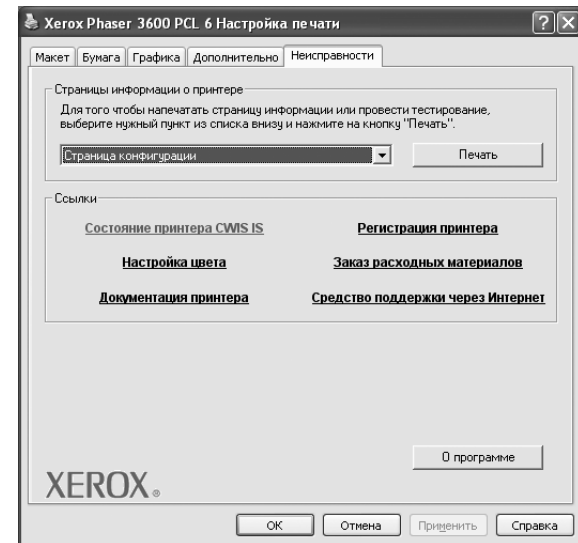 Xerox Phaser 3600 PCL 6 Настройка печати
Макет Бумага Графика Дополнительно Неисправности
Страницы информации о принтере
Для того чтобы напечатать страницу информации или провести тестирование,
выберите нужный пункт из списка внизу и нажмите на кнопку "Печать".
Страница конфигурации Печать
Ссылки
Состояние принтера CWIS IS Регистрация принтера
Настройка цвета Заказ расходных материалов
Документация принтера Средство поддержки через Интернет
О программе
XEROX®
ОК Отмена Применить Справка